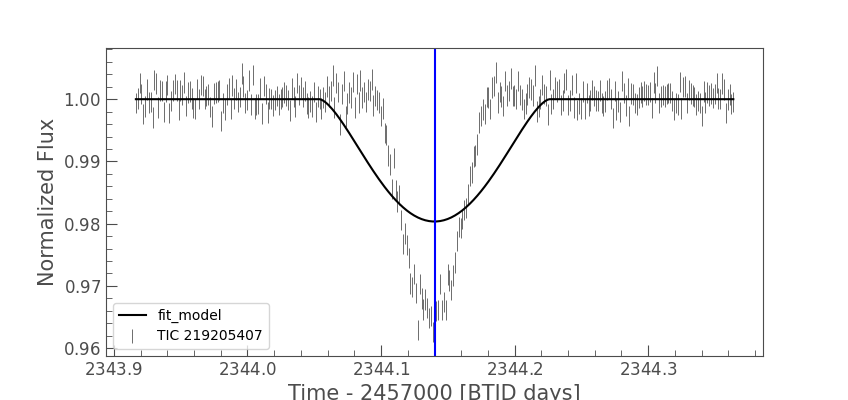 1.00
0.99
0.98
0.97
0.96
Normalized Flux
fit_model
TIC 219205407
2343.9 2344.0 2344.1 2344.2 2344.3
Time - 2457000 [BTJD days]